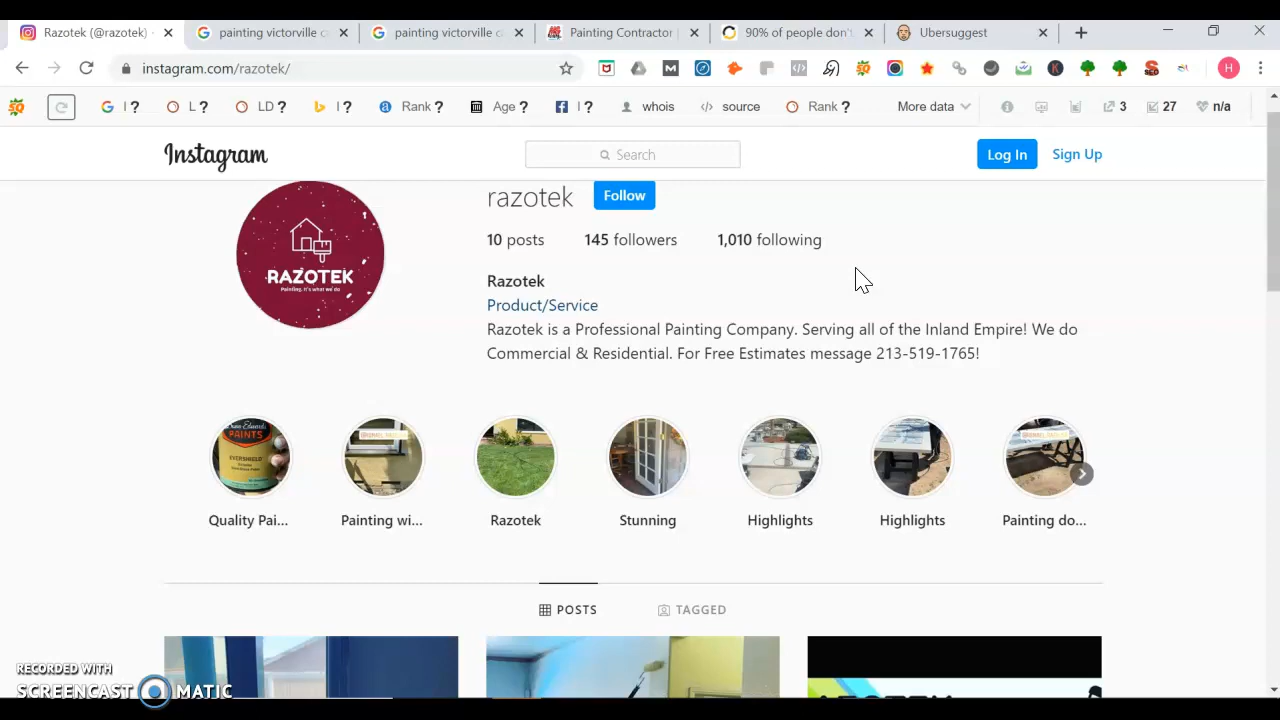 Razotek (@razotek)
painting victorville c
painting victorville c
Painting Contractor
90% of people don't
Ubersuggest
instagram.com/razotek/
I ? L ? LD ? I ? Rank ? Age ? I ? whois source Rank ? More data 3 27 n/a
Instagram
Search
Log In
Sign Up
razotek
Follow
10 posts 145 followers 1,010 following
RAZOTEK
Painting. It's what we do
Razotek
Product/Service
Razotek is a Professional Painting Company. Serving all of the Inland Empire! We do
Commercial & Residential. For Free Estimates message 213-519-1765!
PAINTS
EVERSHIELD
Quality Pai... Painting wi... Razotek Stunning Highlights Highlights Painting do...
POSTS TAGGED
RECORDED WITH
SCREENCAST MATIC